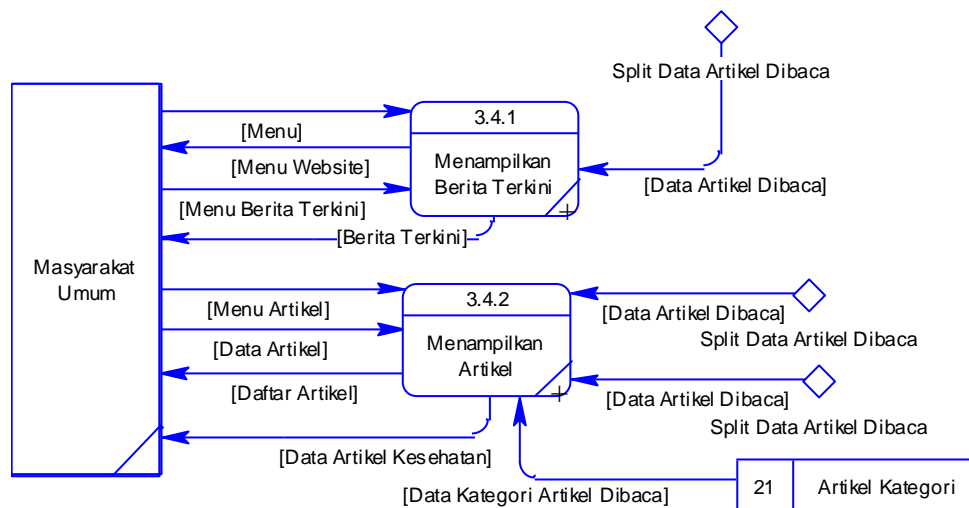 Split Data Artikel Dibaca
3.4.1
[Menu]
Menampilkan
Berita Terkini
[Menu Website]
[Data Artikel Dibaca]
[Menu Berita Terkini]
[Berita Terkini]
Masyarakat
Umum
3.4.2
[Menu Artikel]
[Data Artikel Dibaca]
Split Data Artikel Dibaca
Menampilkan
Artikel
[Data Artikel]
[Daftar Artikel]
[Data Artikel Dibaca]
Split Data Artikel Dibaca
[Data Artikel Kesehatan]
[Data Kategori Artikel Dibaca]
21
Artikel Kategori